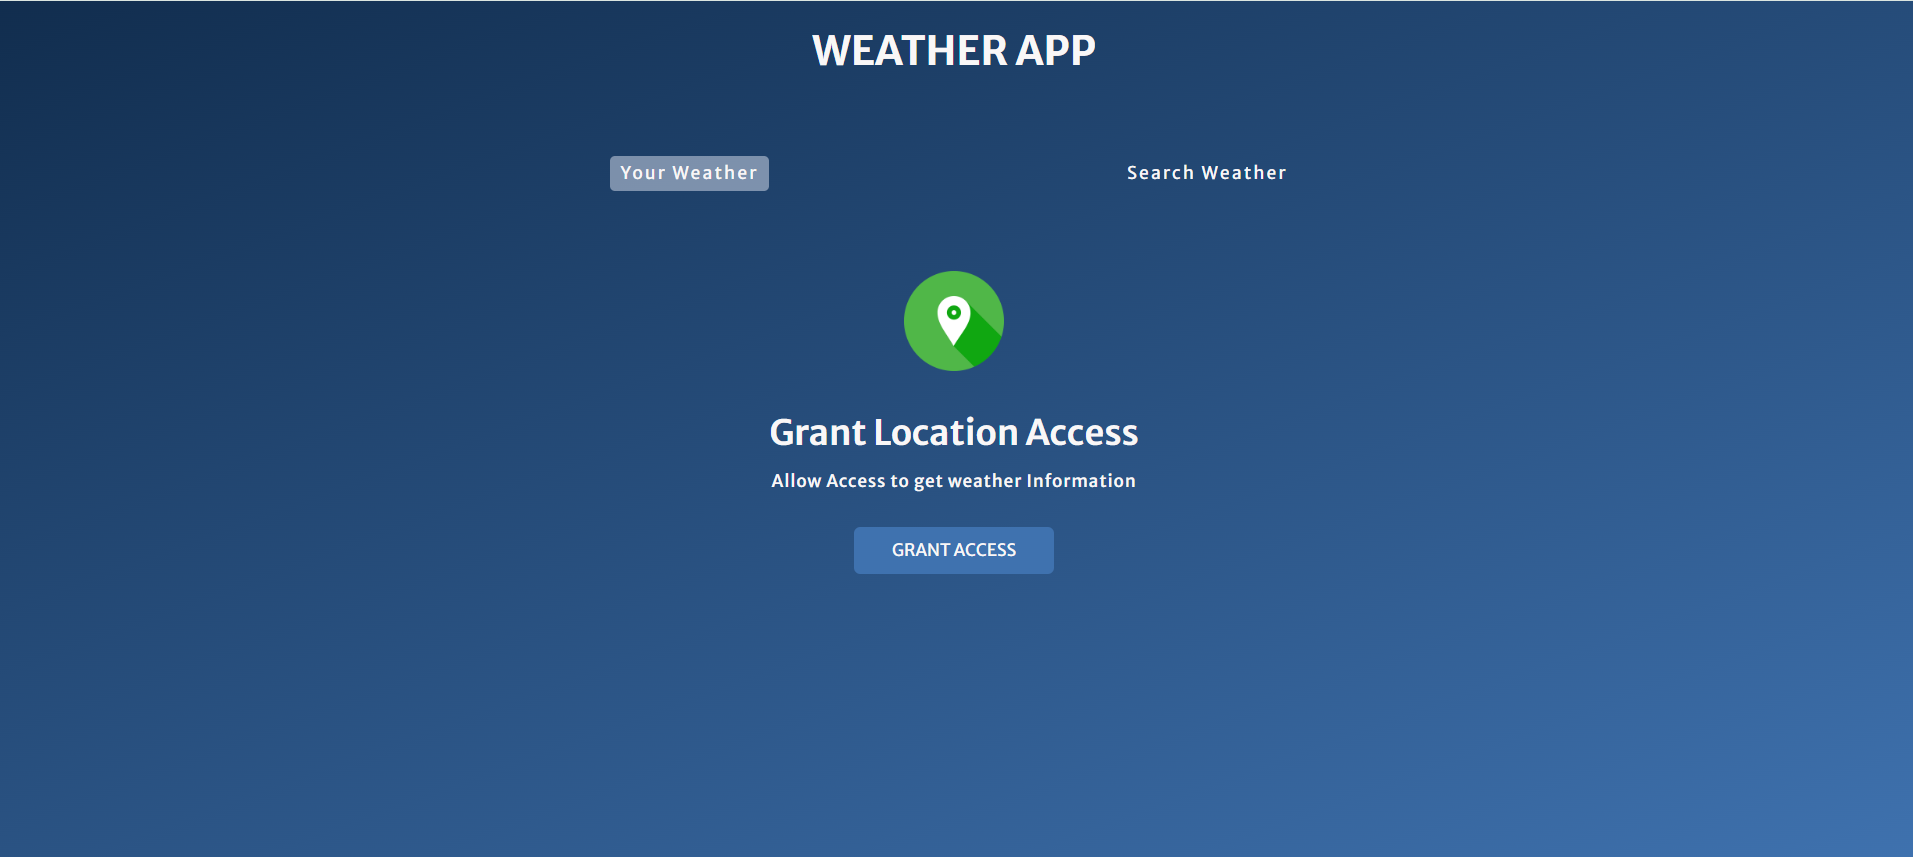 WEATHER APP
Your Weather
Search Weather
Grant Location Access
Allow Access to get weather Information
GRANT ACCESS